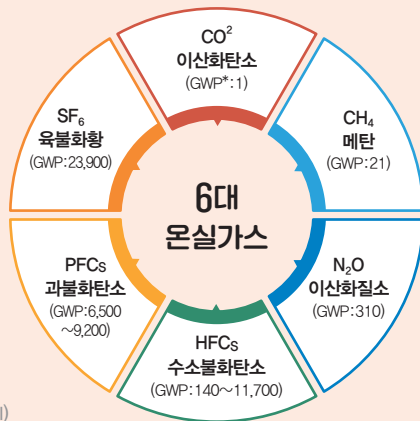 CO²
이산화탄소
(GWP*:1)
SF₆
육불화황
(GWP:23,900)
CH₄
메탄
(GWP:21)
6대
온실가스
PFCs
과불화탄소
(GWP:6,500
~9,200)
N₂O
이산화질소
(GWP:310)
HFCs
수소불화탄소
(GWP:140~11,700)